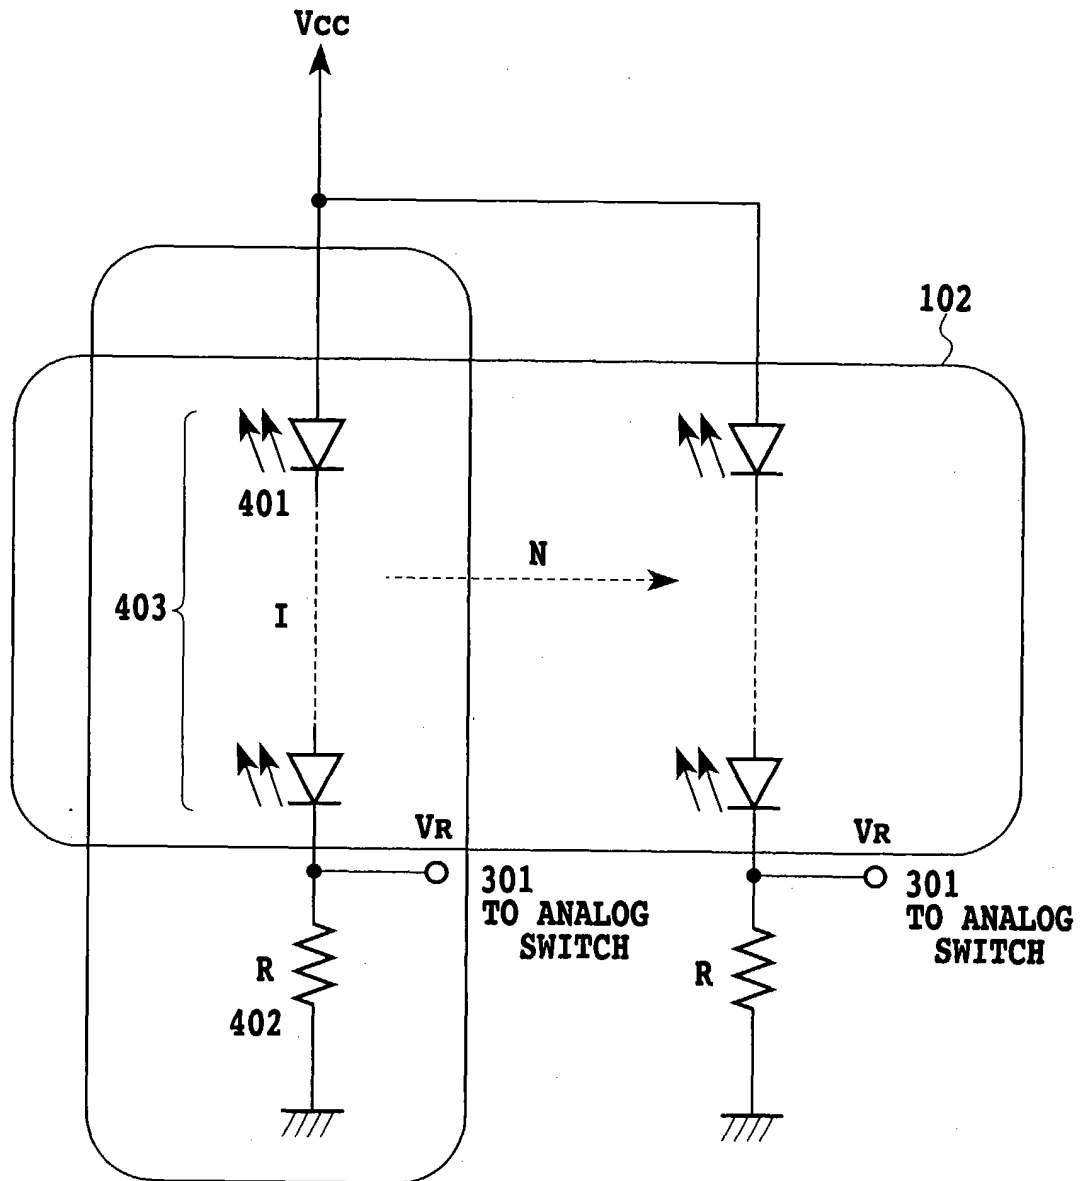 Vcc
102
401
N
403
I
VR
VR
301
TO ANALOG
SWITCH
301
TO ANALOG
SWITCH
R
402
R